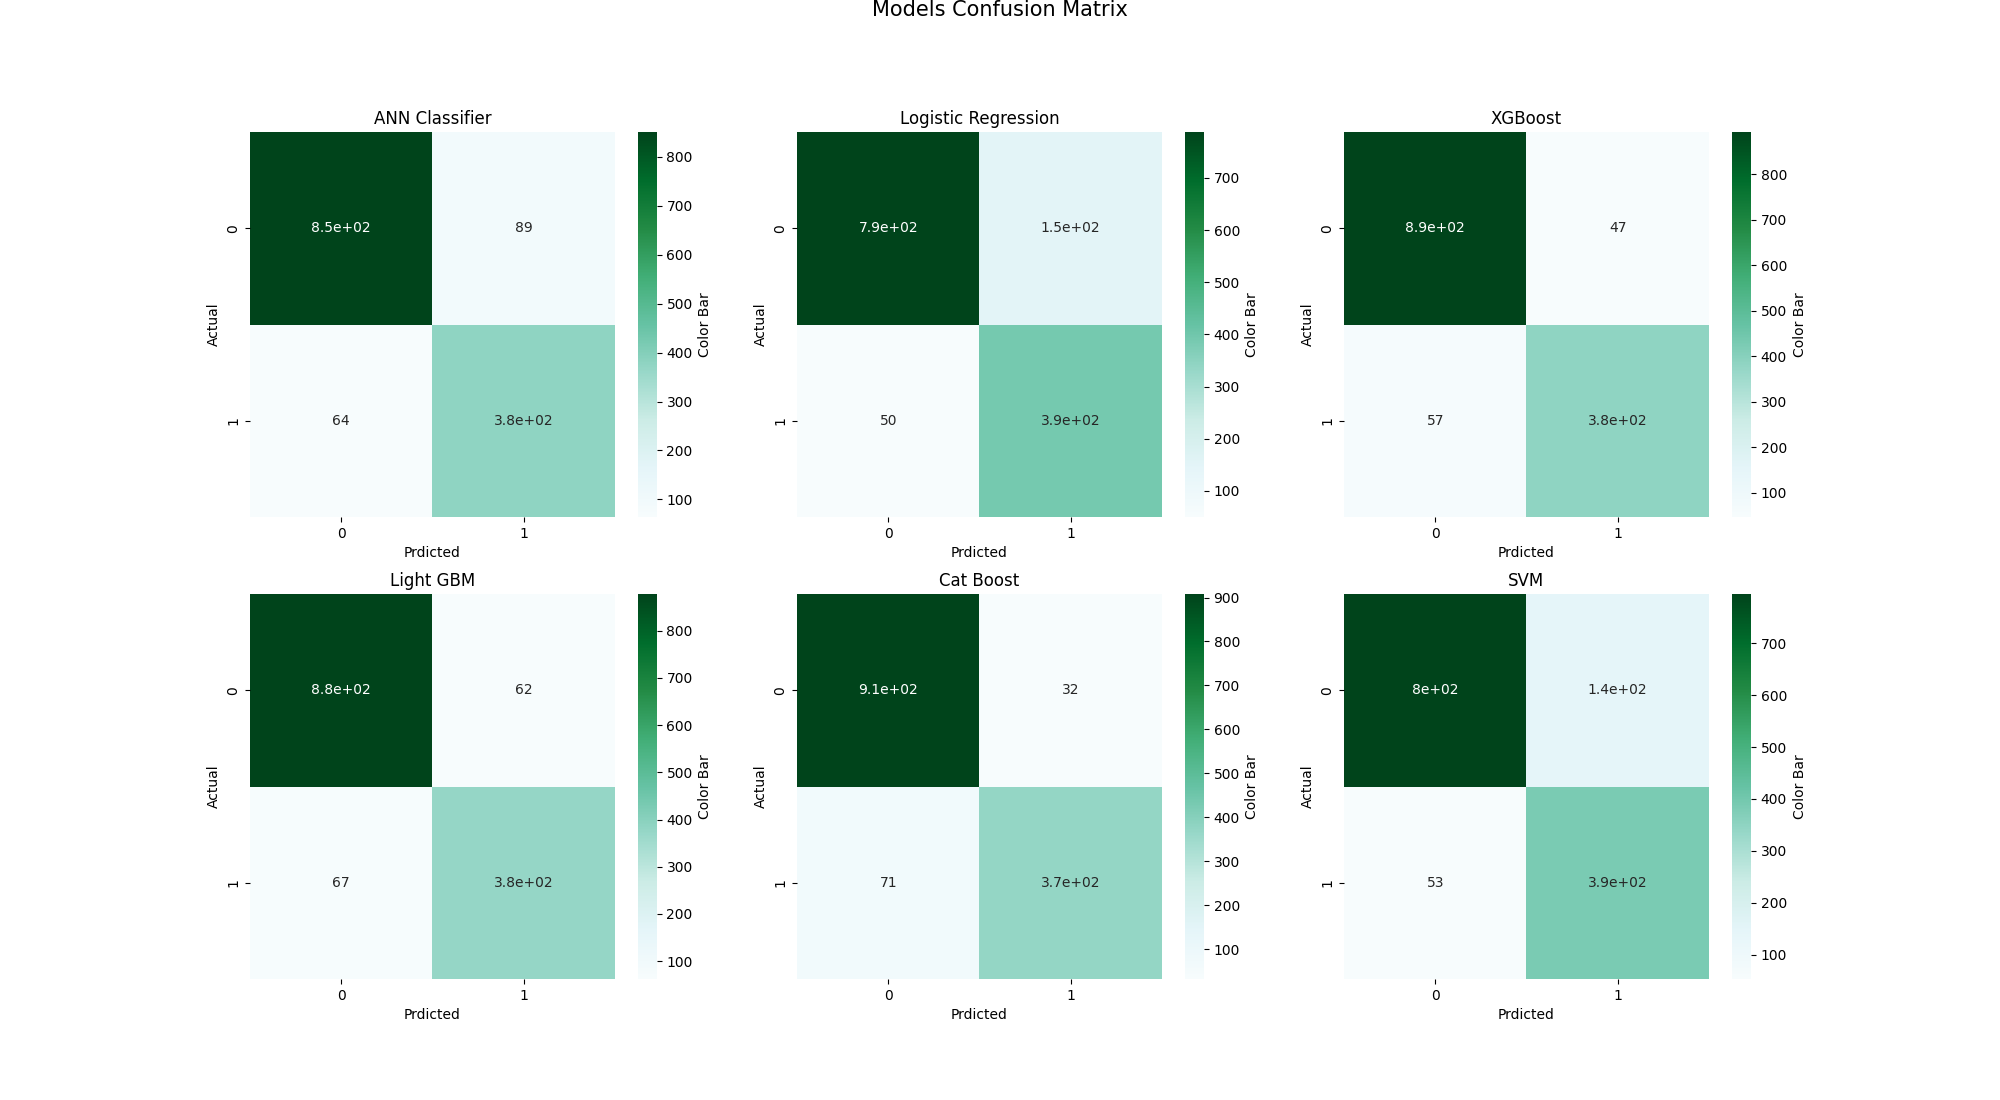 Models Confusion Matrix
ANN Classifier
0
1
Actual
8.5e+02 89
64 3.8e+02
0 1
Prdicted
800
700
600
500
400
300
200
100
Color Bar
Logistic Regression
0
1
Actual
7.9e+02 1.5e+02
50 3.9e+02
0 1
Prdicted
700
600
500
400
300
200
100
Color Bar
XGBoost
0
1
Actual
8.9e+02 47
57 3.8e+02
0 1
Prdicted
800
700
600
500
400
300
200
100
Color Bar
Light GBM
0
1
Actual
8.8e+02 62
67 3.8e+02
0 1
Prdicted
800
700
600
500
400
300
200
100
Color Bar
Cat Boost
0
1
Actual
9.1e+02 32
71 3.7e+02
0 1
Prdicted
900
800
700
600
500
400
300
200
100
Color Bar
SVM
0
1
Actual
8e+02 1.4e+02
53 3.9e+02
0 1
Prdicted
700
600
500
400
300
200
100
Color Bar